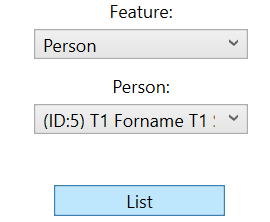 Feature:
Person
Person:
(ID:5) T1 Forname T1
List